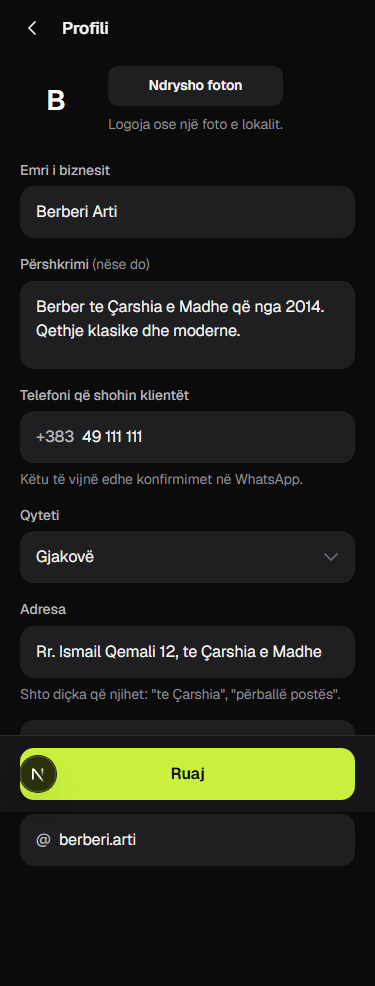 Profili
B
Ndrysho foton
Logoja ose një foto e lokalit.
Emri i biznesit
Berberi Arti
Përshkrimi (nëse do)
Berber te Çarshia e Madhe që nga 2014.
Qethje klasike dhe moderne.
Telefoni që shohin klientët
+383 49 111 111
Këtu të vijnë edhe konfirmimet në WhatsApp.
Qyteti
Gjakovë
Adresa
Rr. Ismail Qemali 12, te Çarshia e Madhe
Shto diçka që njihet: "te Çarshia", "përballë postës".
N
Ruaj
@ berberi.arti